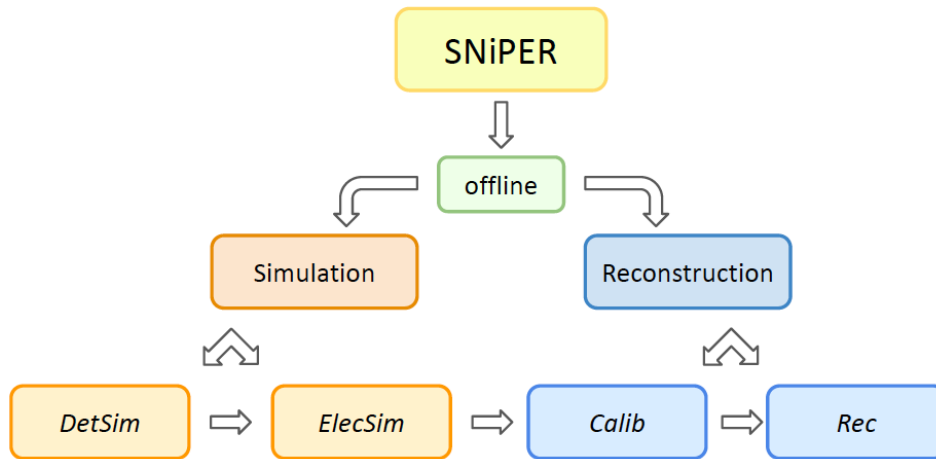 SNiPER
offline
Simulation
Reconstruction
DetSim
ElecSim
Calib
Rec